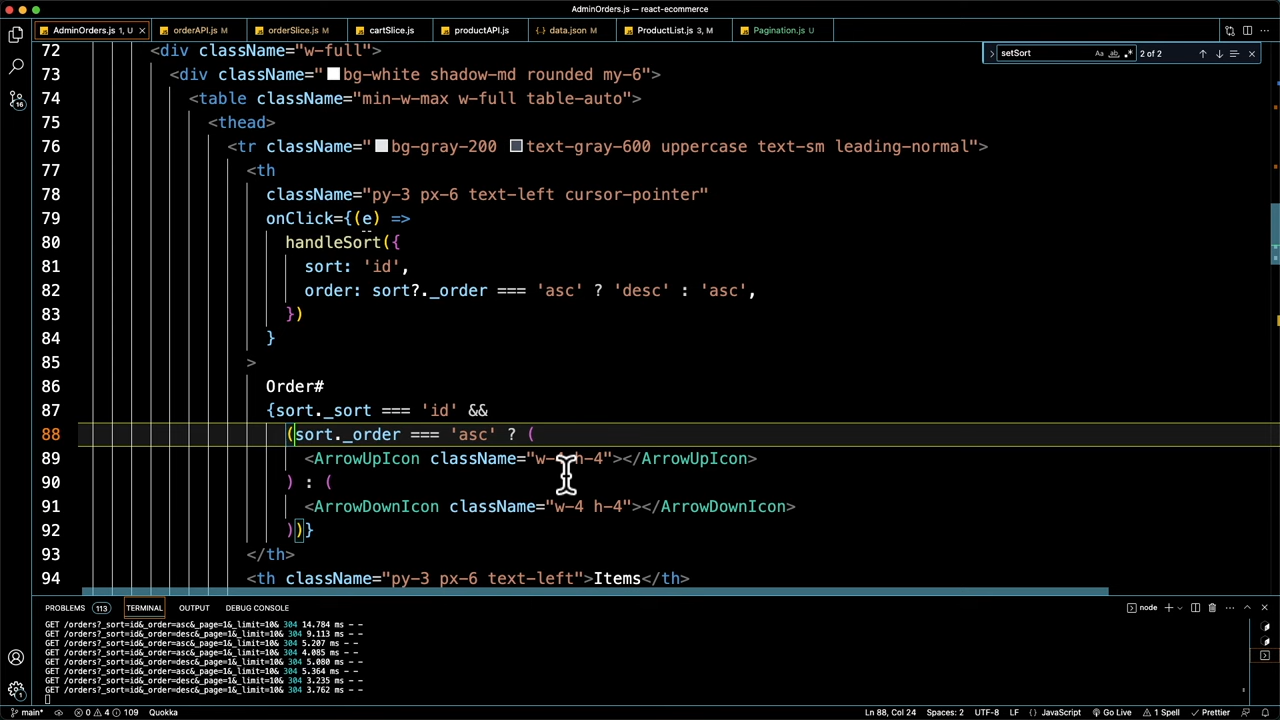 AdminOrders.js — react-ecommerce
AdminOrders.js 1, U
orderAPI.js M
orderSlice.js M
cartSlice.js
productAPI.js
data.json M
ProductList.js 3, M
Pagination.js U
setSort
Aa
ab
2 of 2
72 <div className="w-full">
73 <div className="bg-white shadow-md rounded my-6">
74 <table className="min-w-max w-full table-auto">
75 <thead>
76 <tr className="bg-gray-200 text-gray-600 uppercase text-sm leading-normal">
77 <th
78 className="py-3 px-6 text-left cursor-pointer"
79 onClick={(e) =>
80 handleSort({
81 sort: 'id',
82 order: sort?._order === 'asc' ? 'desc' : 'asc',
83 })
84 }
85 >
86 Order#
87 {sort._sort === 'id' &&
88 (sort._order === 'asc' ? (
89 <ArrowUpIcon className="w-4 h-4"></ArrowUpIcon>
90 ) : (
91 <ArrowDownIcon className="w-4 h-4"></ArrowDownIcon>
92 ))}
93 </th>
94 <th className="py-3 px-6 text-left">Items</th>
PROBLEMS 113 TERMINAL OUTPUT DEBUG CONSOLE
node
GET /orders?_sort=id&_order=asc&_page=1&_limit=10& 304 14.784 ms - -
GET /orders?_sort=id&_order=desc&_page=1&_limit=10& 304 9.113 ms - -
GET /orders?_sort=id&_order=asc&_page=1&_limit=10& 304 5.207 ms - -
GET /orders?_sort=id&_order=asc&_page=1&_limit=10& 304 4.085 ms - -
GET /orders?_sort=id&_order=desc&_page=1&_limit=10& 304 5.080 ms - -
GET /orders?_sort=id&_order=asc&_page=1&_limit=10& 304 5.364 ms - -
GET /orders?_sort=id&_order=desc&_page=1&_limit=10& 304 3.235 ms - -
GET /orders?_sort=id&_order=desc&_page=1&_limit=10& 304 3.762 ms - -
16
1
main* 0 4 109 Quokka
Ln 88, Col 24 Spaces: 2 UTF-8 LF JavaScript Go Live 1 Spell Prettier